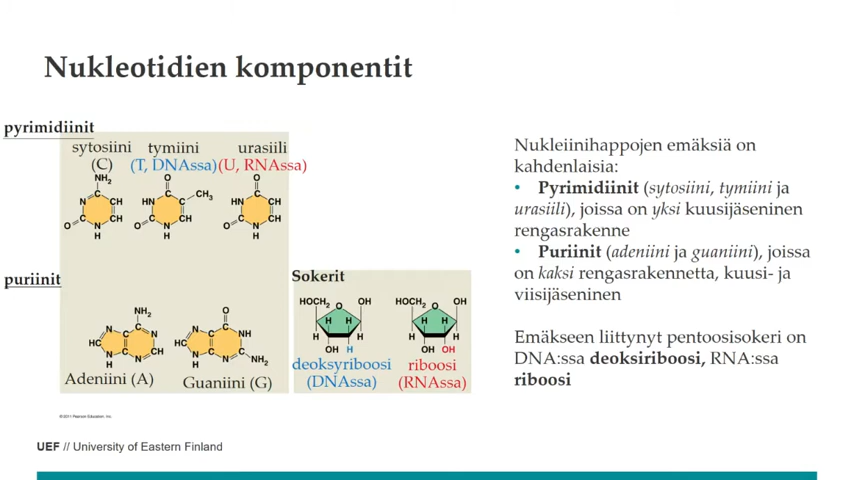 Nukleotidien komponentit
pyrimidiinit
sytosiini tymiini urasiili
(C) (T, DNAssa) (U, RNAssa)
NH2 O O
C C CH3 C
N CH HN C HN CH
O N CH O N CH O N CH
H H H
puriinit
NH2 O
N C N N C NH
HC C CH HC C C
N N N N NH2
H H
Adeniini (A) Guaniini (G)
Sokerit
HOCH2 O OH HOCH2 O OH
H H H H
H H H H
OH H OH OH
deoksyriboosi riboosi
(DNAssa) (RNAssa)
Nukleiinihappojen emäksiä on
kahdenlaisia:
• Pyrimidiinit (sytosiini, tymiini ja
urasiili), joissa on yksi kuusijäseninen
rengasrakenne
• Puriinit (adeniini ja guaniini), joissa
on kaksi rengasrakennetta, kuusi- ja
viisijäseninen
Emäkseen liittynyt pentoosisokeri on
DNA:ssa deoksiriboosi, RNA:ssa
riboosi
©2011 Pearson Education, Inc.
UEF // University of Eastern Finland